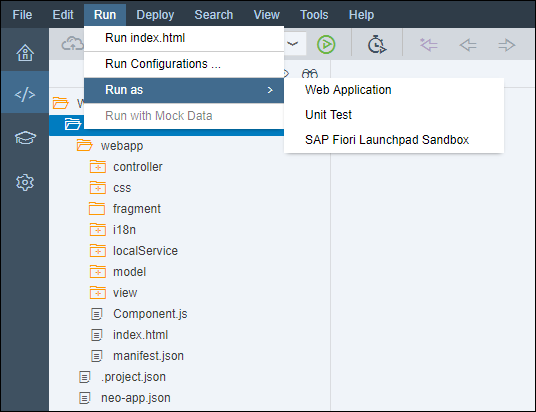 File Edit Run Deploy Search View Tools Help
Run index.html
Run Configurations ...
Run as
Web Application
Run with Mock Data
Unit Test
SAP Fiori Launchpad Sandbox
webapp
controller
css
fragment
i18n
localService
model
view
Component.js
index.html
manifest.json
.project.json
neo-app.json